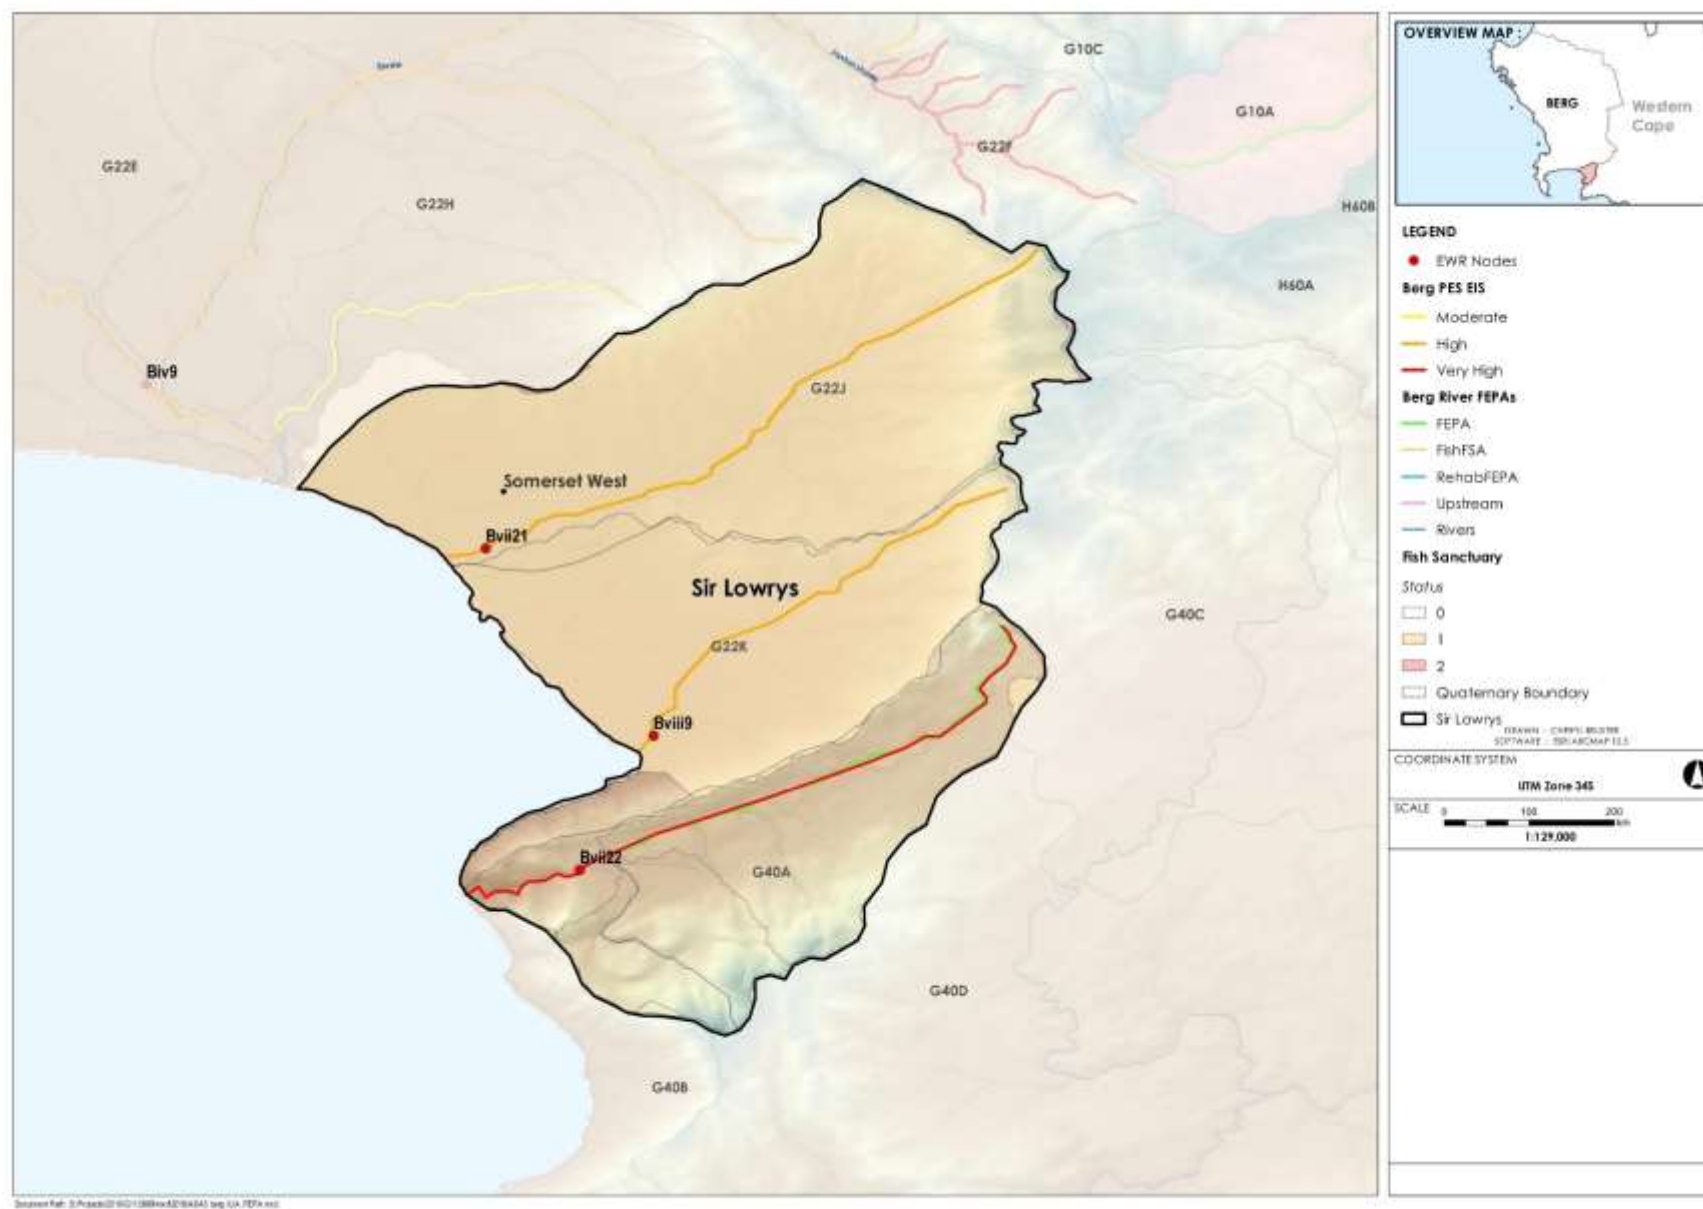 G10C
G10A
G22F
G22E
G22H
H60B
H60A
Biv9
G22J
Somerset West
Bvii21
Sir Lowrys
G22K
G40C
Bviii9
Bvii22
G40A
G40D
G40B
OVERVIEW MAP :
BERG
Western
Cape
LEGEND
EWR Nodes
Berg PES EIS
Moderate
High
Very High
Berg River FEPAs
FEPA
FishFSA
RehabFEPA
Upstream
Rivers
Fish Sanctuary
Status
0
1
2
Quaternary Boundary
Sir Lowrys
COORDINATE SYSTEM
UTM Zone 34S
SCALE 0 100 200
km
1:129,000